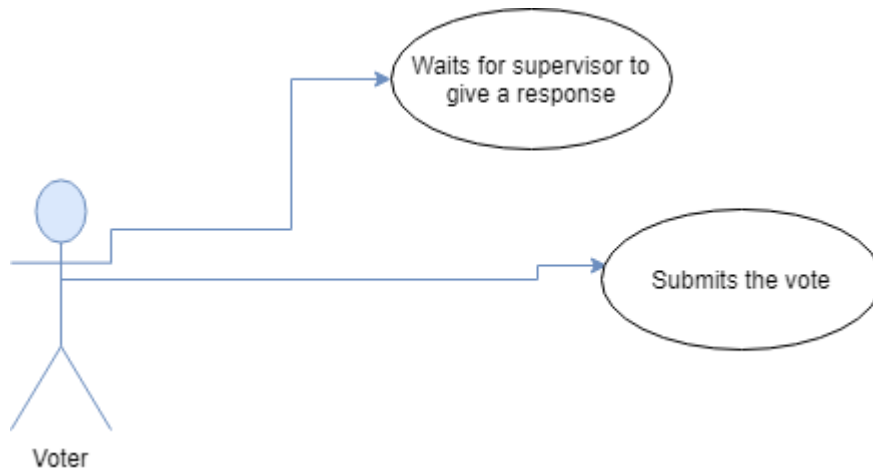 Waits for supervisor to
give a response
Submits the vote
Voter